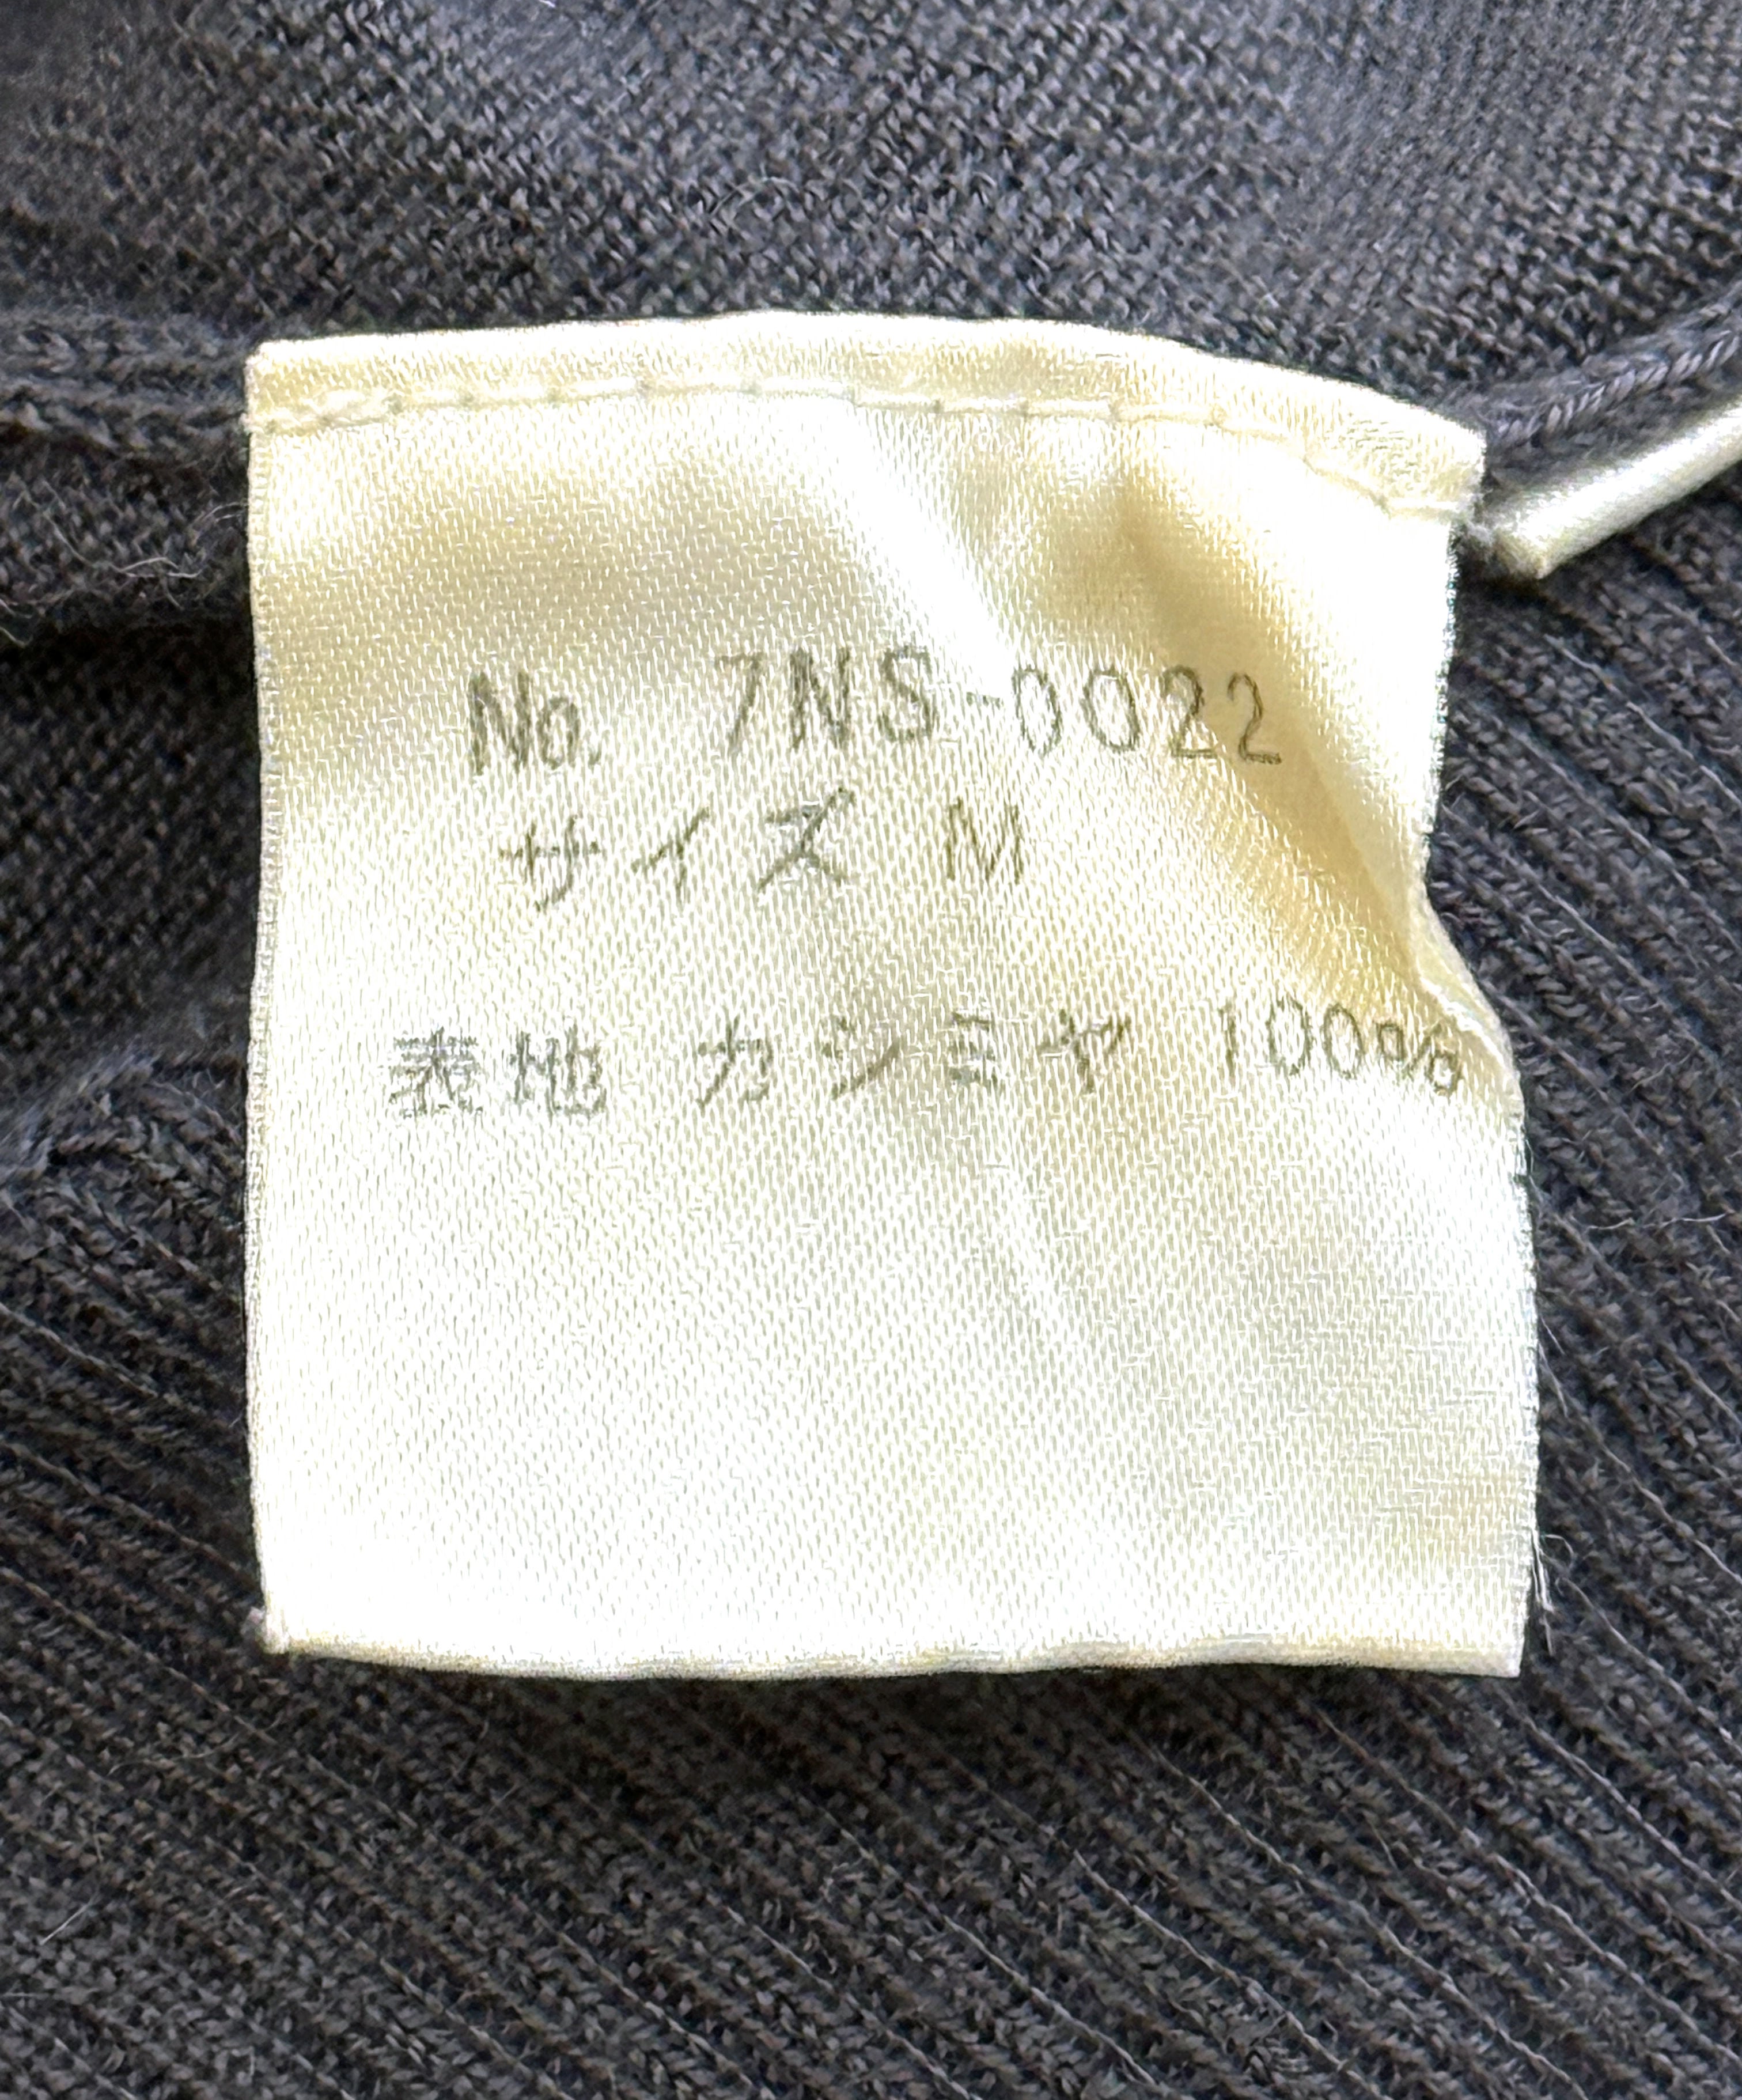 No. 7NS-0022
サイズ M
表地 カシミヤ 100%